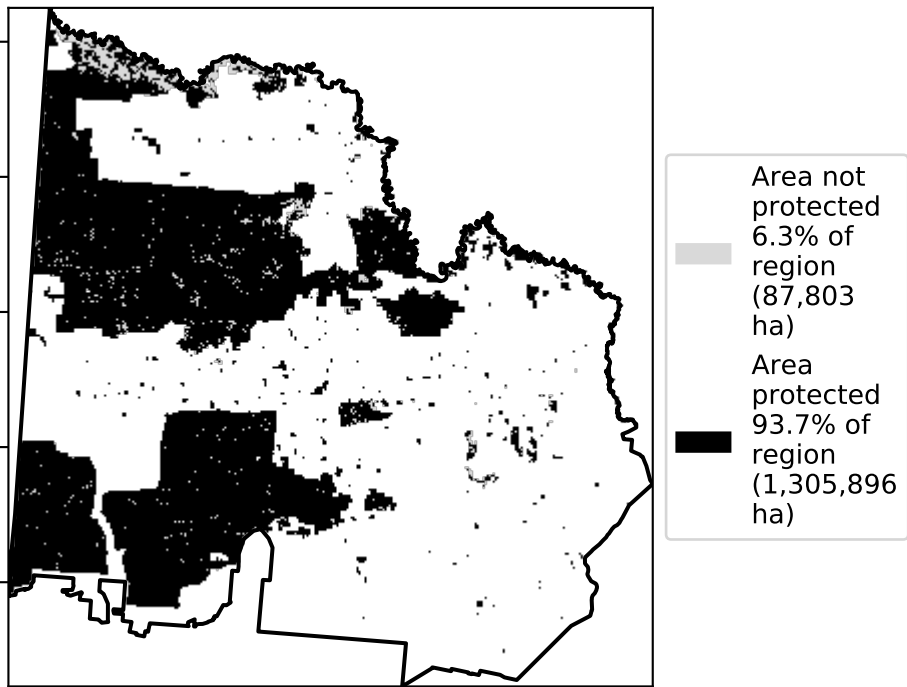 Area not
protected
6.3% of
region
(87,803
ha)
Area
protected
93.7% of
region
(1,305,896
ha)